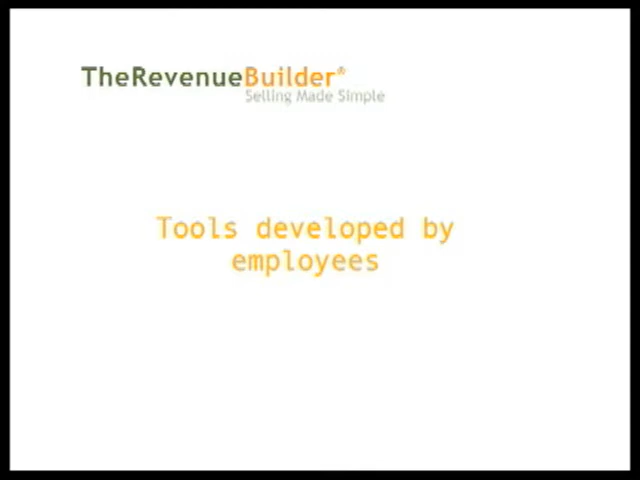 TheRevenueBuilder®
Selling Made Simple
Tools developed by
employees